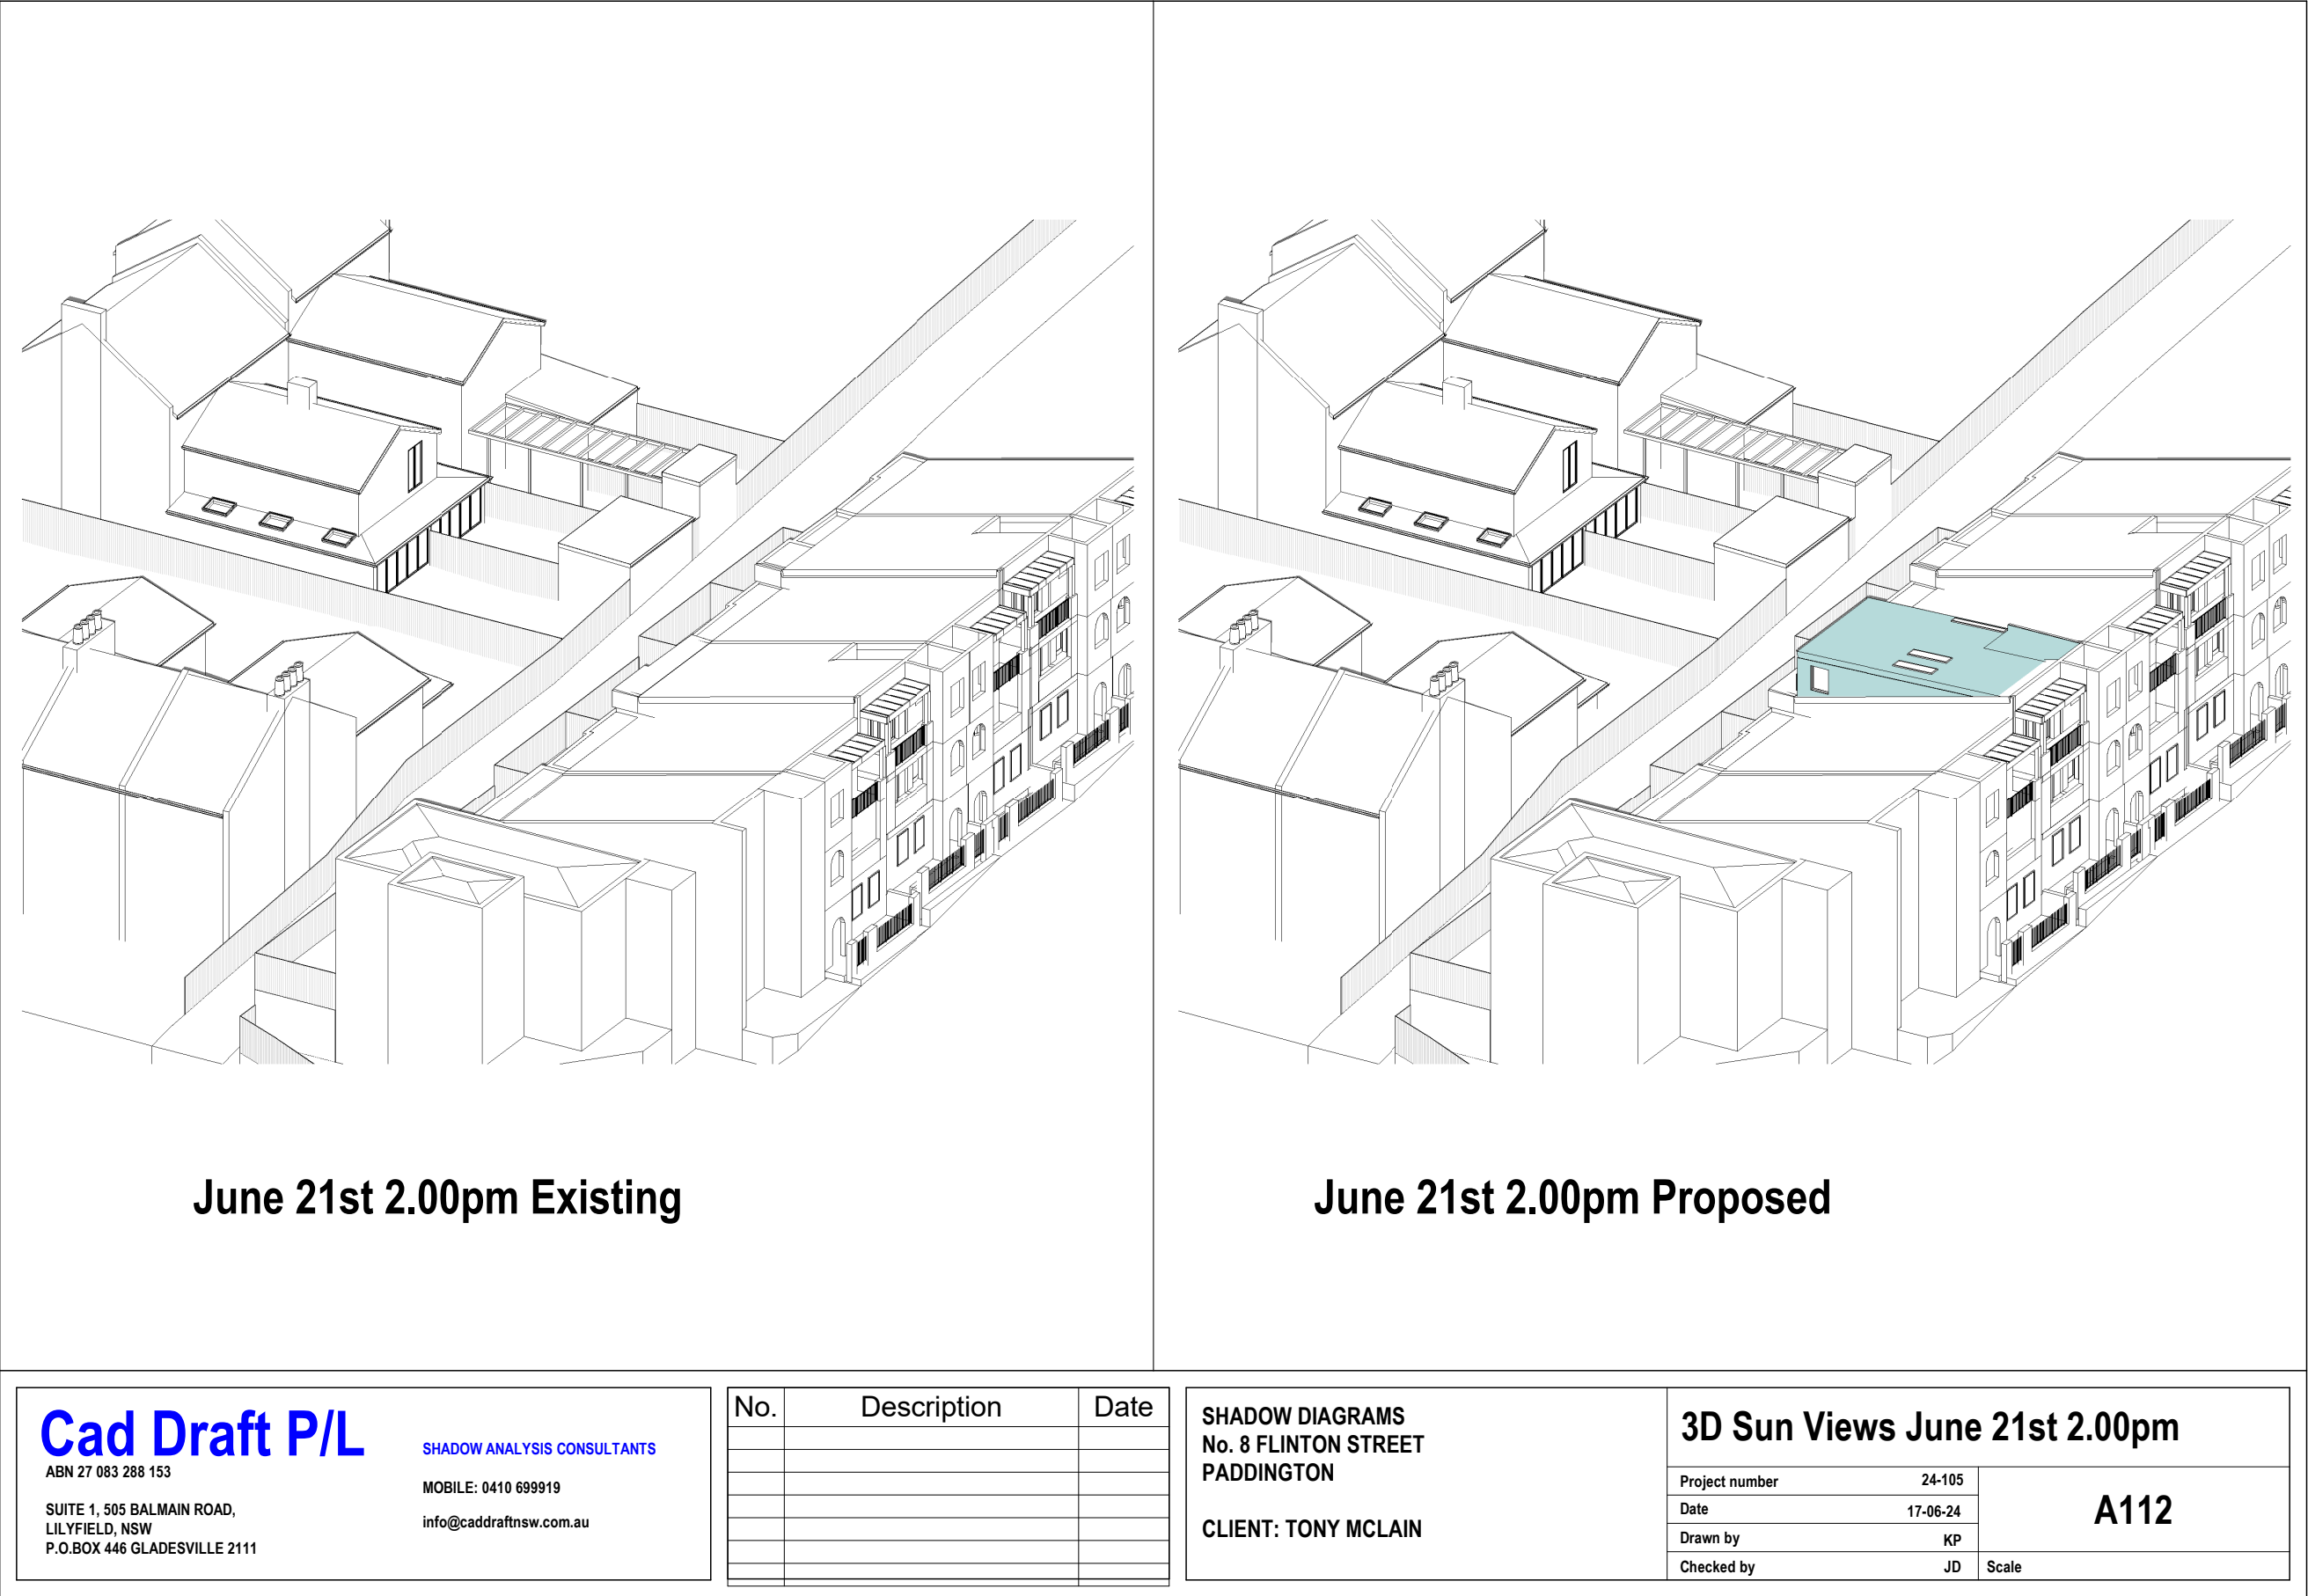 June 21st 2.00pm Existing
June 21st 2.00pm Proposed
Cad Draft P/L
ABN 27 083 288 153
SUITE 1, 505 BALMAIN ROAD,
LILYFIELD, NSW
P.O.BOX 446 GLADESVILLE 2111
SHADOW ANALYSIS CONSULTANTS
MOBILE: 0410 699919
info@caddraftnsw.com.au
No. Description Date
SHADOW DIAGRAMS
No. 8 FLINTON STREET
PADDINGTON
CLIENT: TONY MCLAIN
3D Sun Views June 21st 2.00pm
Project number 24-105
Date 17-06-24
Drawn by KP
Checked by JD
A112
Scale